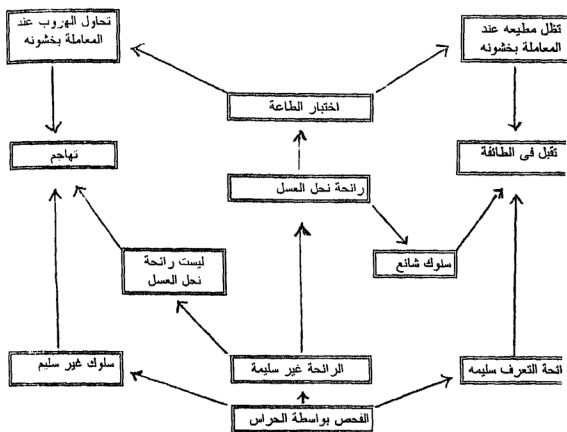 تظل مطيعه عند
المعاملة بخشونه
تحاول الهروب عند
المعاملة بخشونه
اختبار الطاعة
تقبل فى الطائفة
تهاجم
رائحة نحل العسل
سلوك شائع
ليست رائحة
نحل العسل
ائحة التعرف سليمه
الرائحة غير سليمة
سلوك غير سليم
الفحص بواسطة الحراس